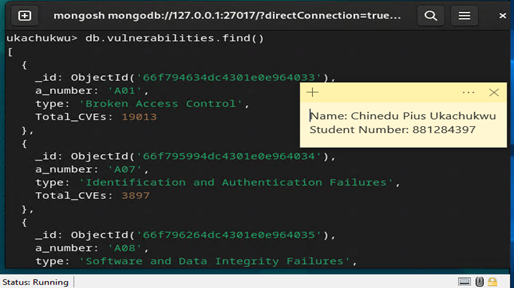 mongosh mongodb://127.0.0.1:27017/?directConnection=true...
ukachukwu> db.vulnerabilities.find()
[
{
_id: ObjectId('66f794634dc4301e0e964033'),
a_number: 'A01',
type: 'Broken Access Control',
Total_CVEs: 19013
},
{
_id: ObjectId('66f795994dc4301e0e964034'),
a_number: 'A07',
type: 'Identification and Authentication Failures',
Total_CVEs: 3897
},
{
_id: ObjectId('66f796264dc4301e0e964035'),
a_number: 'A08',
type: 'Software and Data Integrity Failures',
Name: Chinedu Pius Ukachukwu
Student Number: 881284397
Status: Running